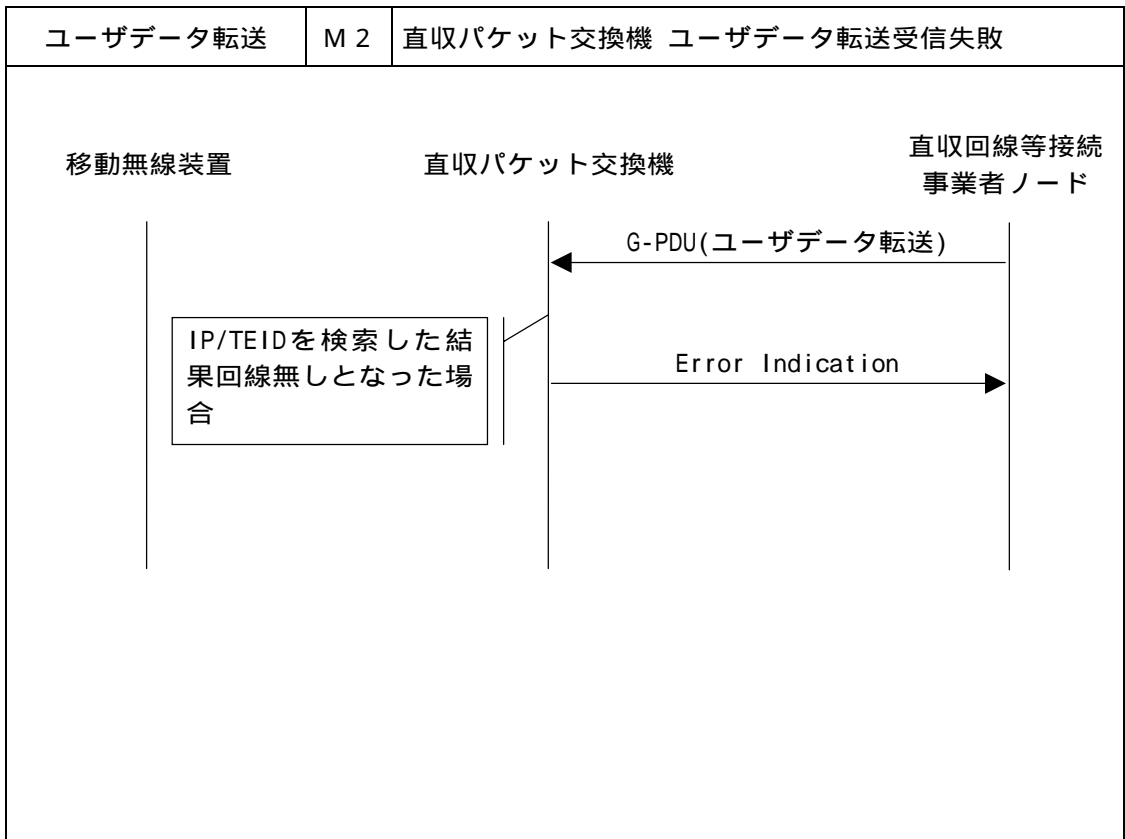 ユーザデータ転送 M2 直収パケット交換機 ユーザデータ転送受信失敗
移動無線装置
直収パケット交換機
直収回線等接続
事業者ノード
G-PDU(ユーザデータ転送)
IP/TEIDを検索した結
果回線無しとなった場
合
Error Indication